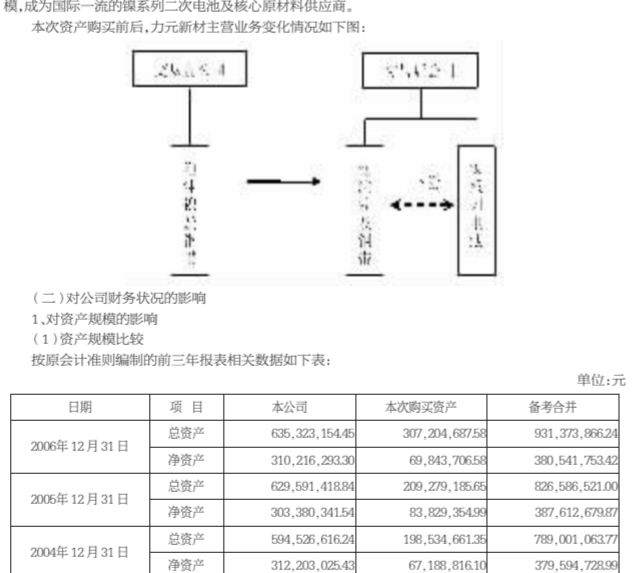 模,成为国际一流的镍系列二次电池及核心原材料供应商。
本次资产购买前后,力元新材主营业务变化情况如下图:
(二)对公司财务状况的影响
1、对资产规模的影响
(1)资产规模比较
按原会计准则编制的前三年报表相关数据如下表:
单位:元
日期 项 目 本公司 本次购买资产 备考合并
2006年12月31日 总资产 635,323,154.45 307,204,687.58 931,373,866.24
净资产 310,216,293.30 69,843,706.58 380,541,753.42
2005年12月31日 总资产 629,591,418.84 209,279,185.65 826,586,521.00
净资产 303,380,341.54 83,829,354.99 387,612,679.87
2004年12月31日 总资产 594,526,616.24 198,534,661.35 789,001,063.77
净资产 312,203,025.43 67,188,816.10 379,594,728.99